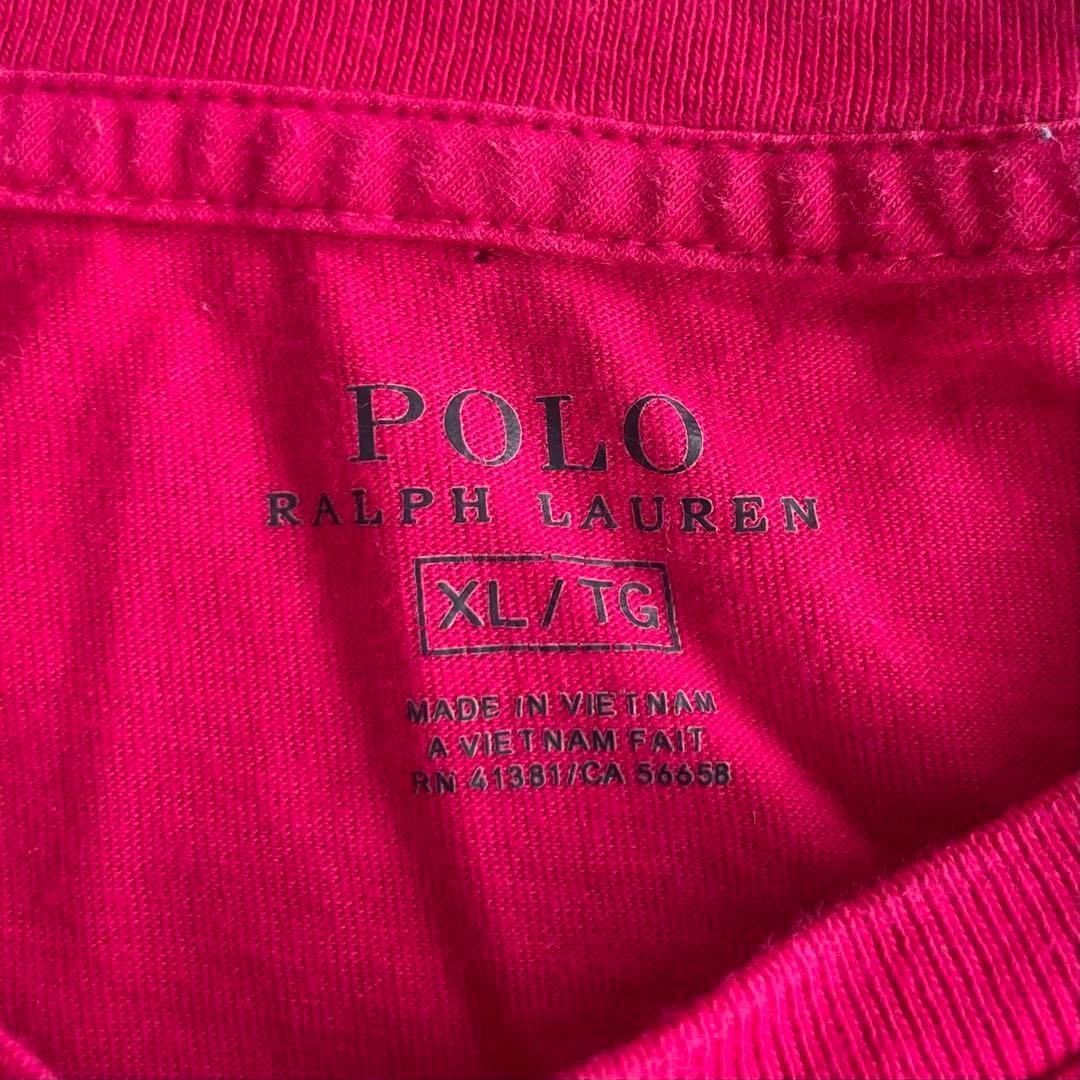 POLO
RALPH LAUREN
XL/TG
MADE IN VIETNAM
A VIETNAM FAIT
RN 41381/CA 56658